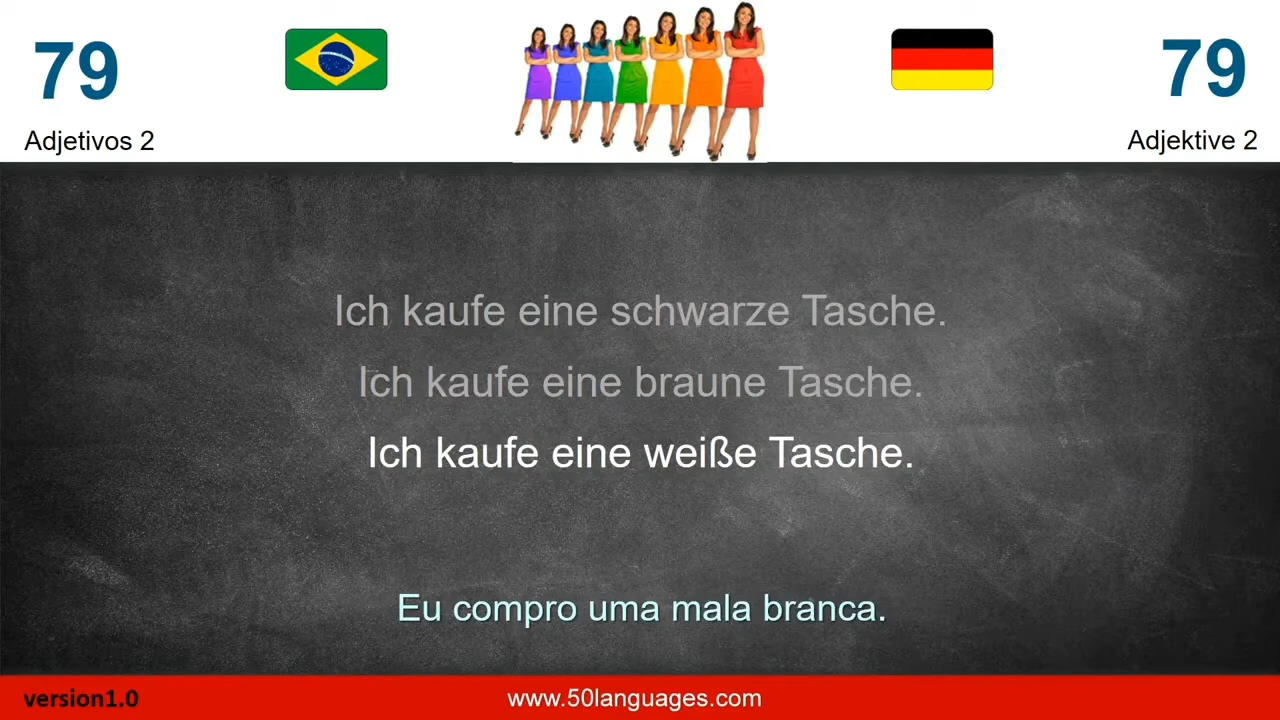 79
79
Adjetivos 2
Adjektive 2
Ich kaufe eine schwarze Tasche.
Ich kaufe eine braune Tasche.
Ich kaufe eine weiße Tasche.
Eu compro uma mala branca.
version1.0
www.50languages.com